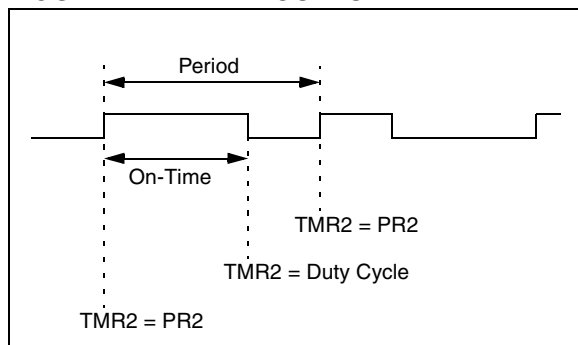 Period
On-Time
TMR2 = PR2
TMR2 = Duty Cycle
TMR2 = PR2